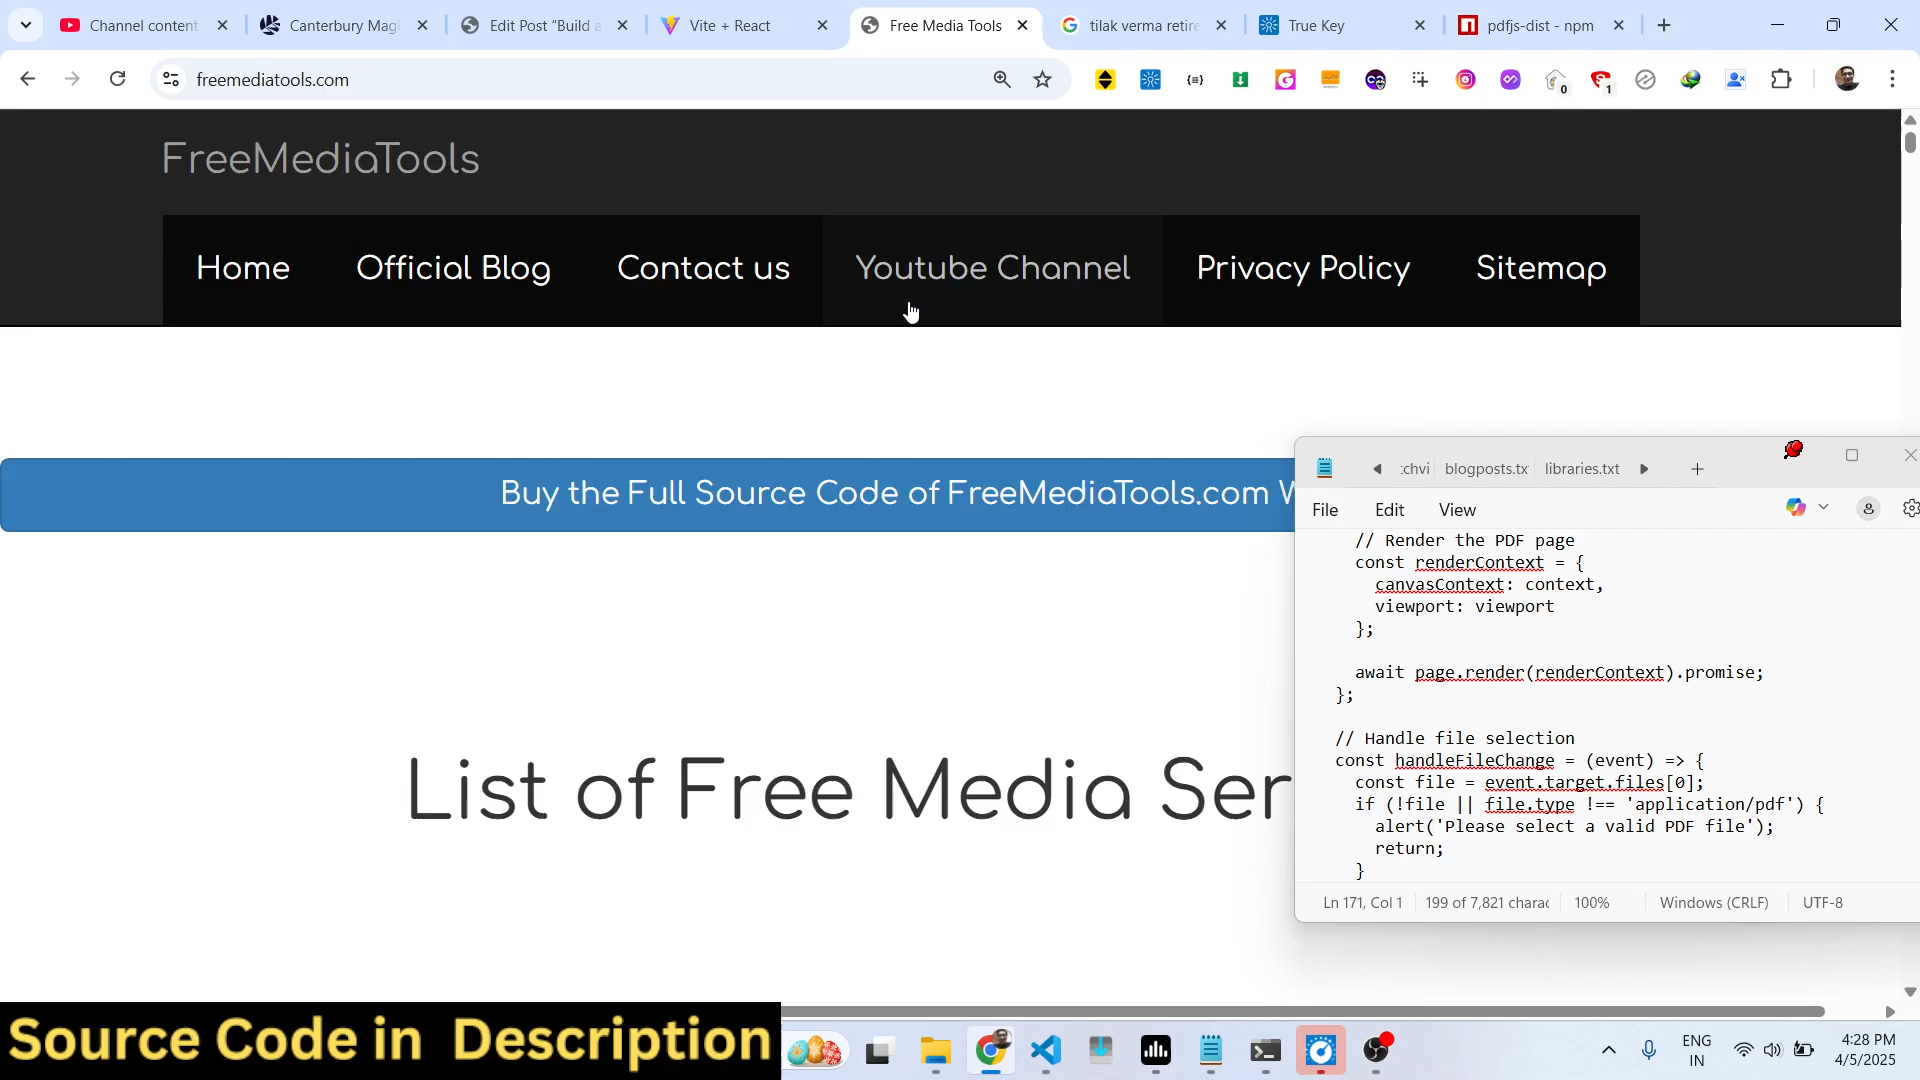 Channel content
Canterbury Magi
Edit Post “Build a
Vite + React
Free Media Tools
tilak verma retire
True Key
pdfjs-dist - npm
freemediatools.com
0
1
FreeMediaTools
Home
Official Blog
Contact us
Youtube Channel
Privacy Policy
Sitemap
Buy the Full Source Code of FreeMediaTools.com W
List of Free Media Ser
:chvi
blogposts.tx
libraries.txt
File
Edit
View
// Render the PDF page
const renderContext = {
canvasContext: context,
viewport: viewport
};
await page.render(renderContext).promise;
};
// Handle file selection
const handleFileChange = (event) => {
const file = event.target.files[0];
if (!file || file.type !== 'application/pdf') {
alert('Please select a valid PDF file');
return;
}
Ln 171, Col 1
199 of 7,821 charac
100%
Windows (CRLF)
UTF-8
Source Code in Description
ENG
IN
4:28 PM
4/5/2025